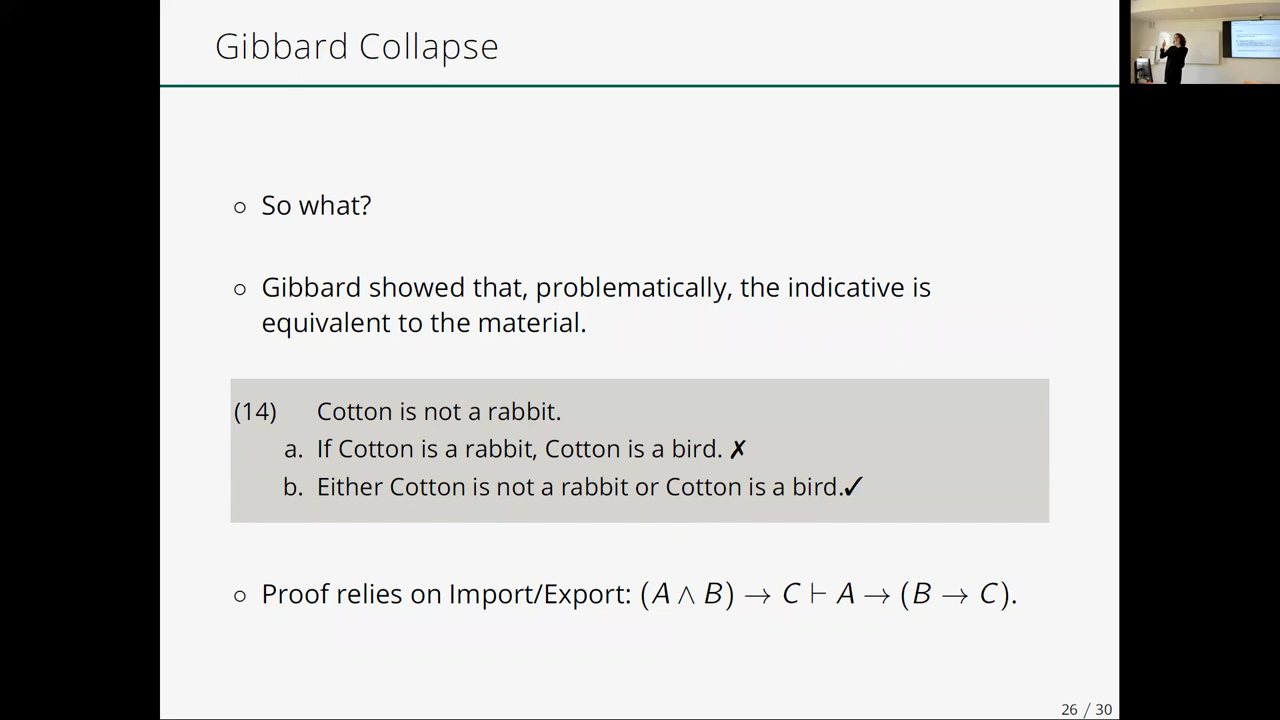 Gibbard Collapse
○ So what?
○ Gibbard showed that, problematically, the indicative is
equivalent to the material.
(14) Cotton is not a rabbit.
a. If Cotton is a rabbit, Cotton is a bird. ✗
b. Either Cotton is not a rabbit or Cotton is a bird.✓
○ Proof relies on Import/Export: (A ∧ B) → C ⊢ A → (B → C).
26 / 30